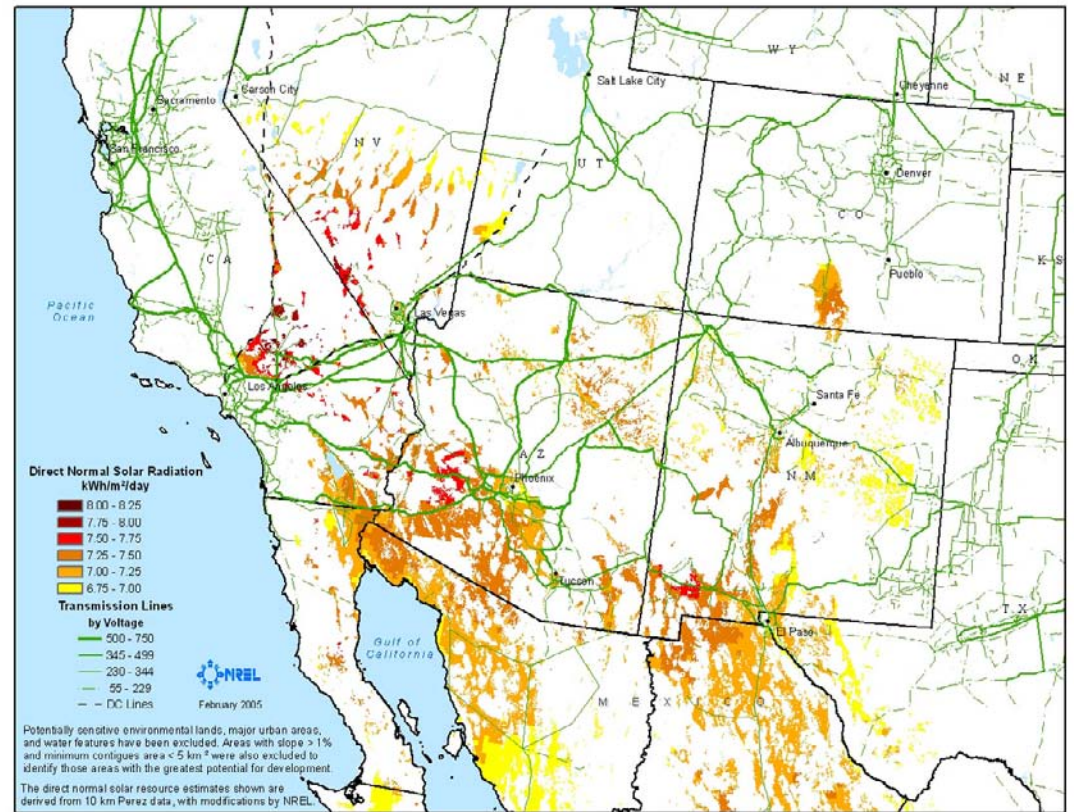 W Y
N E
Salt Lake City
Cheyenne
Carson City
Sacramento
San Francisco
N V
U T
Denver
C O
C A
Pueblo
K S
Pacific
Ocean
Las Vegas
O K
Los Angeles
Santa Fe
Albuquerque
A Z
N M
Phoenix
Tucson
T X
El Paso
Gulf of
California
M E X I C O
Direct Normal Solar Radiation
kWh/m²/day
8.00 - 8.25
7.75 - 8.00
7.50 - 7.75
7.25 - 7.50
7.00 - 7.25
6.75 - 7.00
Transmission Lines
by Voltage
500 - 750
345 - 499
230 - 344
55 - 229
DC Lines
NREL
February 2005
Potentially sensitive environmental lands, major urban areas,
and water features have been excluded. Areas with slope > 1%
and minimum contigues area < 5 km² were also excluded to
identify those areas with the greatest potential for development.
The direct normal solar resource estimates shown are
derived from 10 km Perez data, with modifications by NREL.